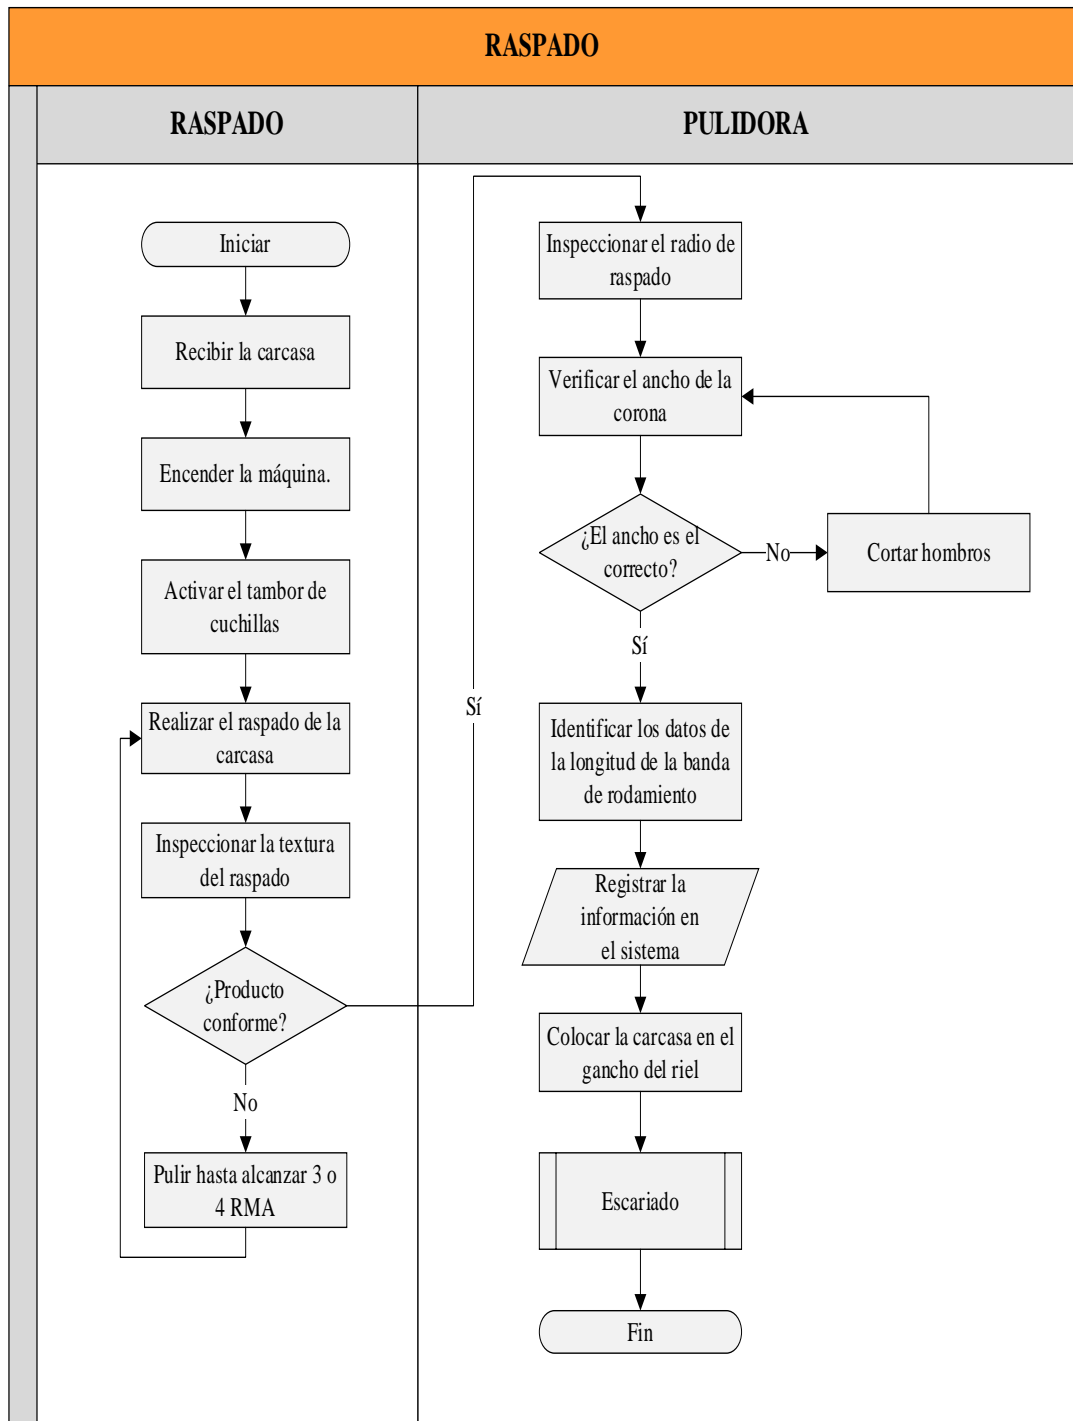 RASPADO
RASPADO
PULIDORA
Iniciar
Recibir la carcasa
Encender la máquina.
Activar el tambor de
cuchillas
Realizar el raspado de la
carcasa
Inspeccionar la textura
del raspado
¿Producto
conforme?
No
Pulir hasta alcanzar 3 o
4 RMA
Sí
Inspeccionar el radio de
raspado
Verificar el ancho de la
corona
¿El ancho es el
correcto?
No
Cortar hombros
Sí
Identificar los datos de
la longitud de la banda
de rodamiento
Registrar la
información en
el sistema
Colocar la carcasa en el
gancho del riel
Escariado
Fin